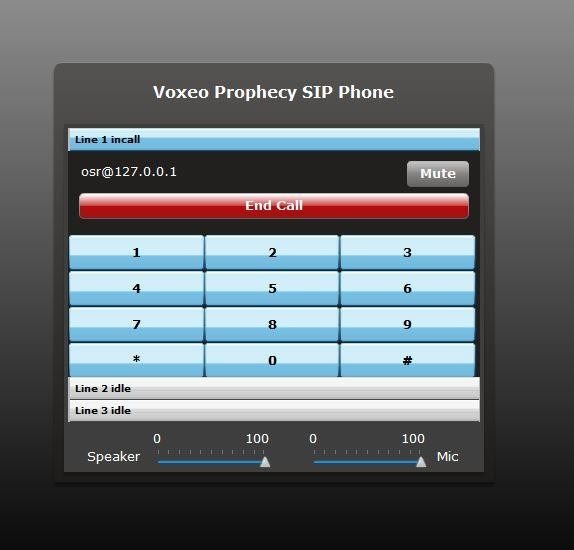 Voxeo Prophecy SIP Phone
Line 1 incall
osr@127.0.0.1 Mute
End Call
1 2 3
4 5 6
7 8 9
* 0 #
Line 2 idle
Line 3 idle
0 100 0 100
Speaker Mic